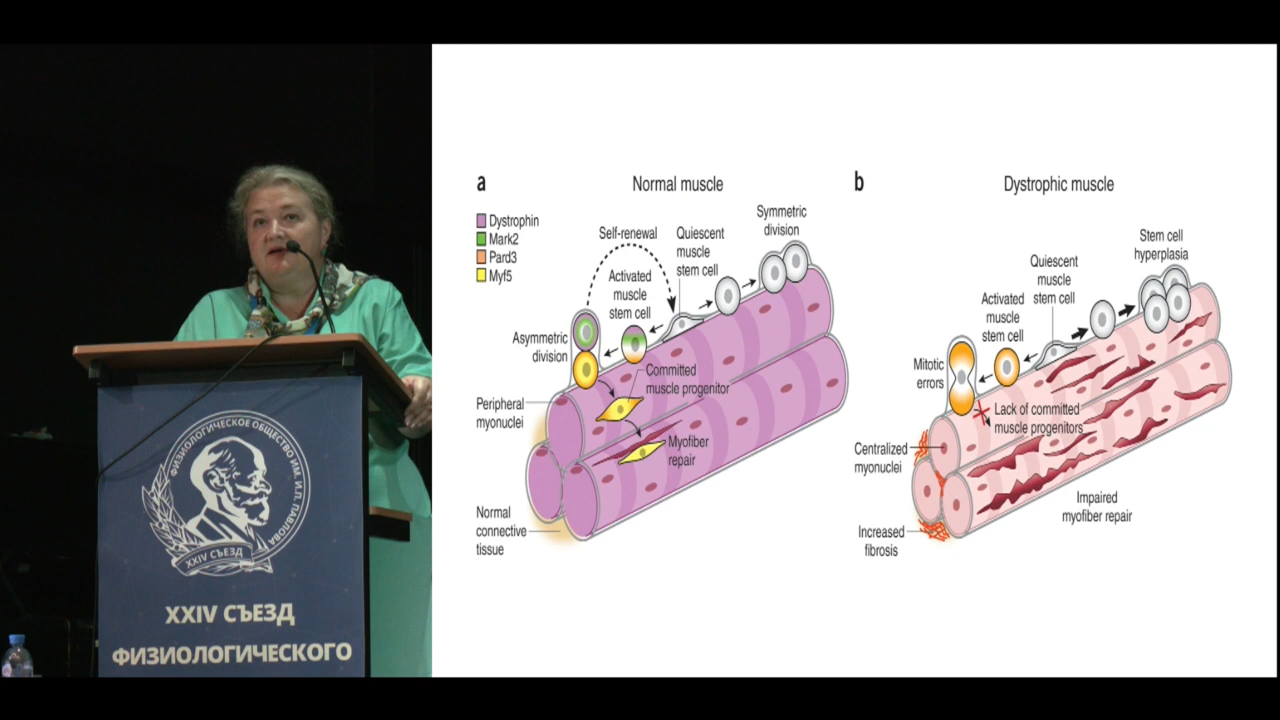 ФИЗИОЛОГИЧЕСКОЕ ОБЩЕСТВО ИМ. И.П. ПАВЛОВА
XXIV СЪЕЗД
XXIV СЪЕЗД
ФИЗИОЛОГИЧЕСКОГО
a
Normal muscle
Dystrophin
Mark2
Pard3
Myf5
Self-renewal
Quiescent
muscle
stem cell
Symmetric
division
Activated
muscle
stem cell
Asymmetric
division
Committed
muscle progenitor
Peripheral
myonuclei
Myofiber
repair
Normal
connective
tissue
b
Dystrophic muscle
Stem cell
hyperplasia
Quiescent
muscle
stem cell
Activated
muscle
stem cell
Mitotic
errors
Lack of committed
muscle progenitors
Centralized
myonuclei
Impaired
myofiber repair
Increased
fibrosis